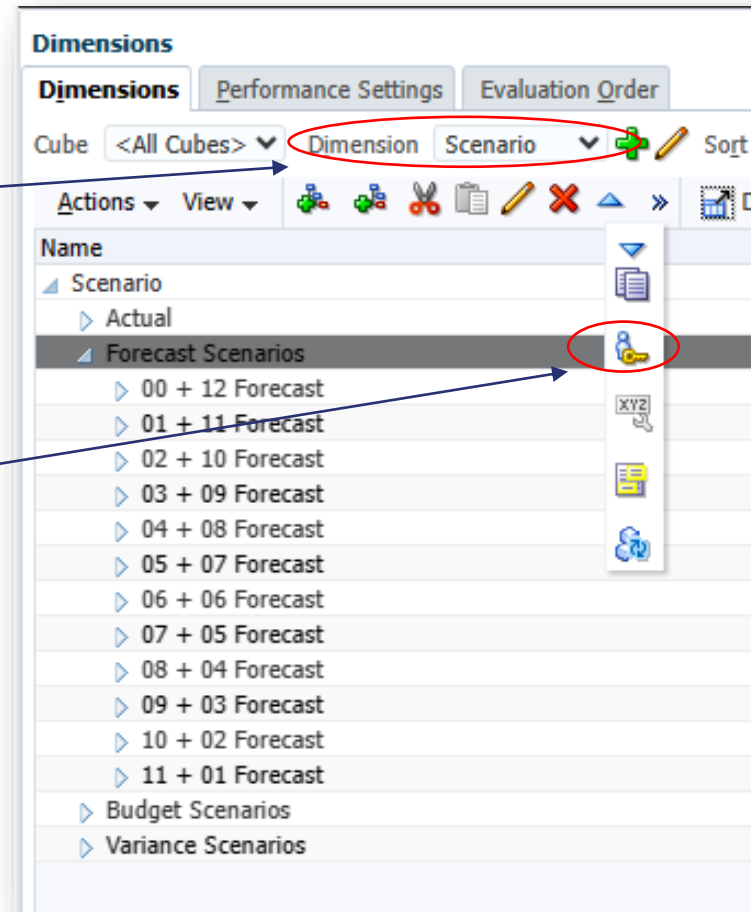 Dimensions
Dimensions Performance Settings Evaluation Order
Cube <All Cubes> Dimension Scenario Sort
Actions View D
Name
Scenario
Actual
Forecast Scenarios
00 + 12 Forecast
XYZ
01 + 11 Forecast
02 + 10 Forecast
03 + 09 Forecast
04 + 08 Forecast
05 + 07 Forecast
06 + 06 Forecast
07 + 05 Forecast
08 + 04 Forecast
09 + 03 Forecast
10 + 02 Forecast
11 + 01 Forecast
Budget Scenarios
Variance Scenarios